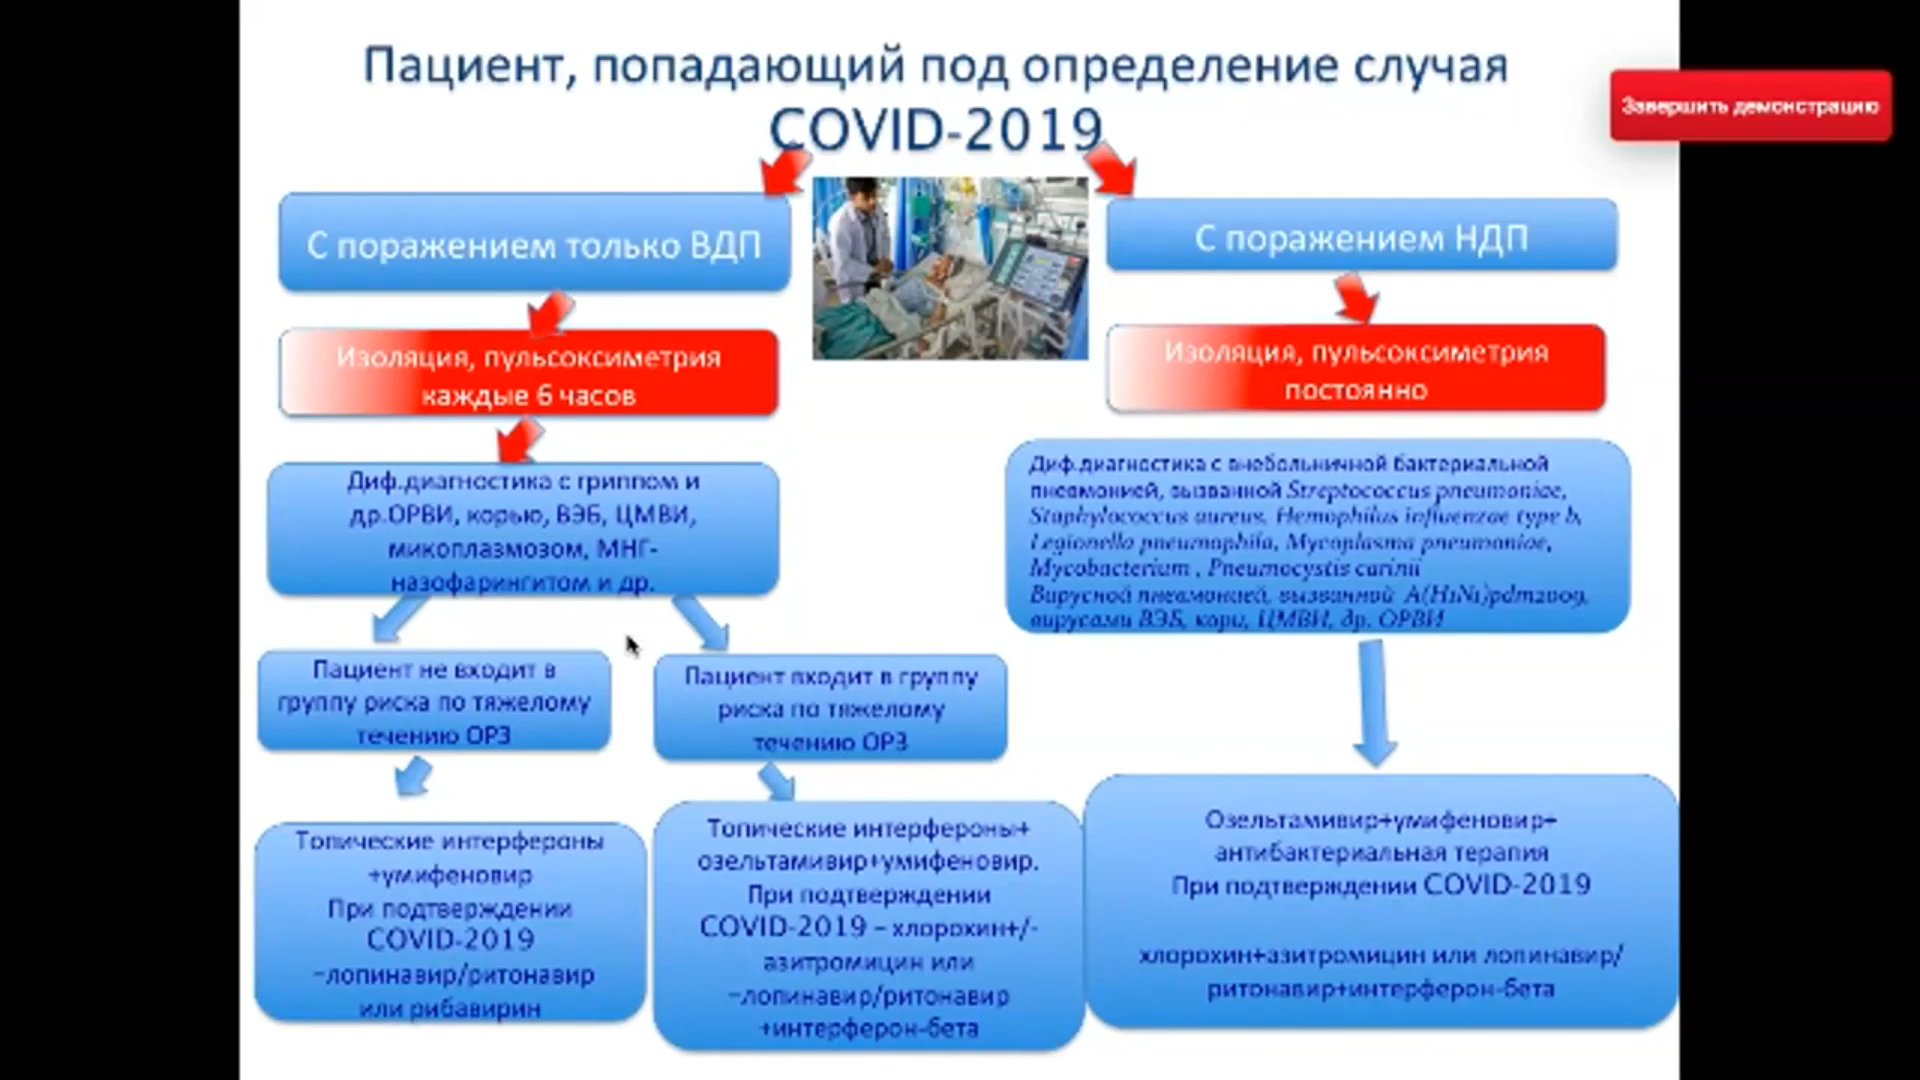 Пациент, попадающий под определение случая
COVID-2019
Завершить демонстрацию
С поражением только ВДП
С поражением НДП
Изоляция, пульсоксиметрия
каждые 6 часов
Изоляция, пульсоксиметрия
постоянно
Диф.диагностика с гриппом и
др.ОРВИ, корью, ВЭБ, ЦМВИ,
микоплазмозом, МНГ-
назофарингитом и др.
Диф.диагностика с внебольничной бактериальной
пневмонией, вызванной Streptococcus pneumoniae,
Staphylococcus aureus, Hemophilus influenzae type b,
Legionella pneumophila, Mycoplasma pneumoniae,
Mycobacterium , Pneumocystis carinii
Вирусной пневмонией, вызванной A(H1N1)pdm2009,
вирусами ВЭБ, кори, ЦМВИ, др. ОРВИ
Пациент не входит в
группу риска по тяжелому
течению ОРЗ
Пациент входит в группу
риска по тяжелому
течению ОРЗ
Топические интерфероны
+умифеновир
При подтверждении
COVID-2019
–лопинавир/ритонавир
или рибавирин
Топические интерфероны+
озельтамивир+умифеновир.
При подтверждении
COVID-2019 – хлорохин+/-
азитромицин или
–лопинавир/ритонавир
+интерферон-бета
Озельтамивир+умифеновир+
антибактериальная терапия
При подтверждении COVID-2019
хлорохин+азитромицин или лопинавир/
ритонавир+интерферон-бета